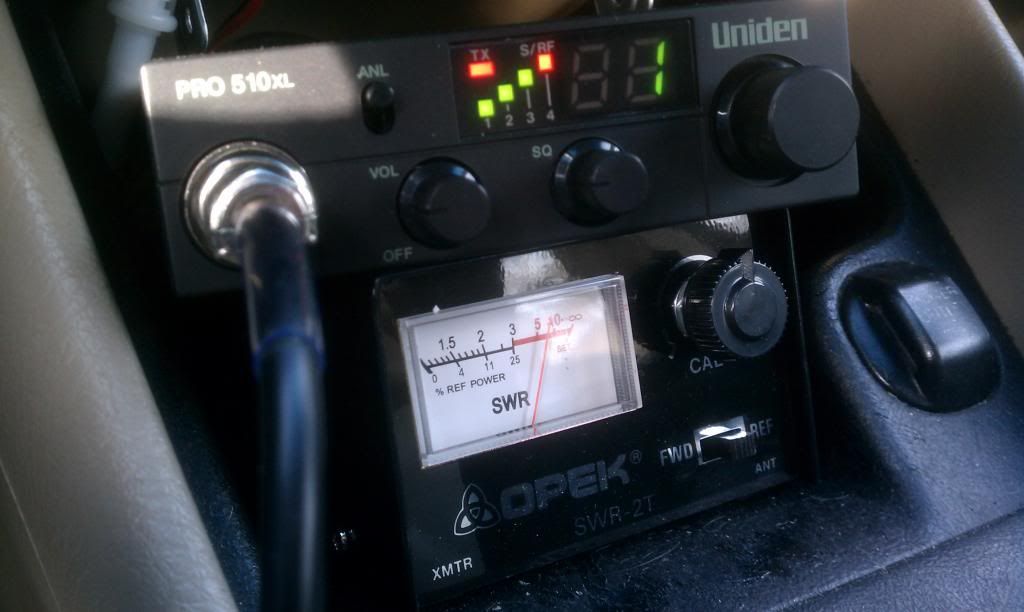 Uniden
PRO 510XL
ANL
TX
S/RF
1
1 2 3 4
VOL
SQ
OFF
1.5 2 3 5 10 ∞
0 4 11 25
% REF POWER
SWR
CAL
FWD
REF
ANT
OPEK®
SWR-2T
XMTR